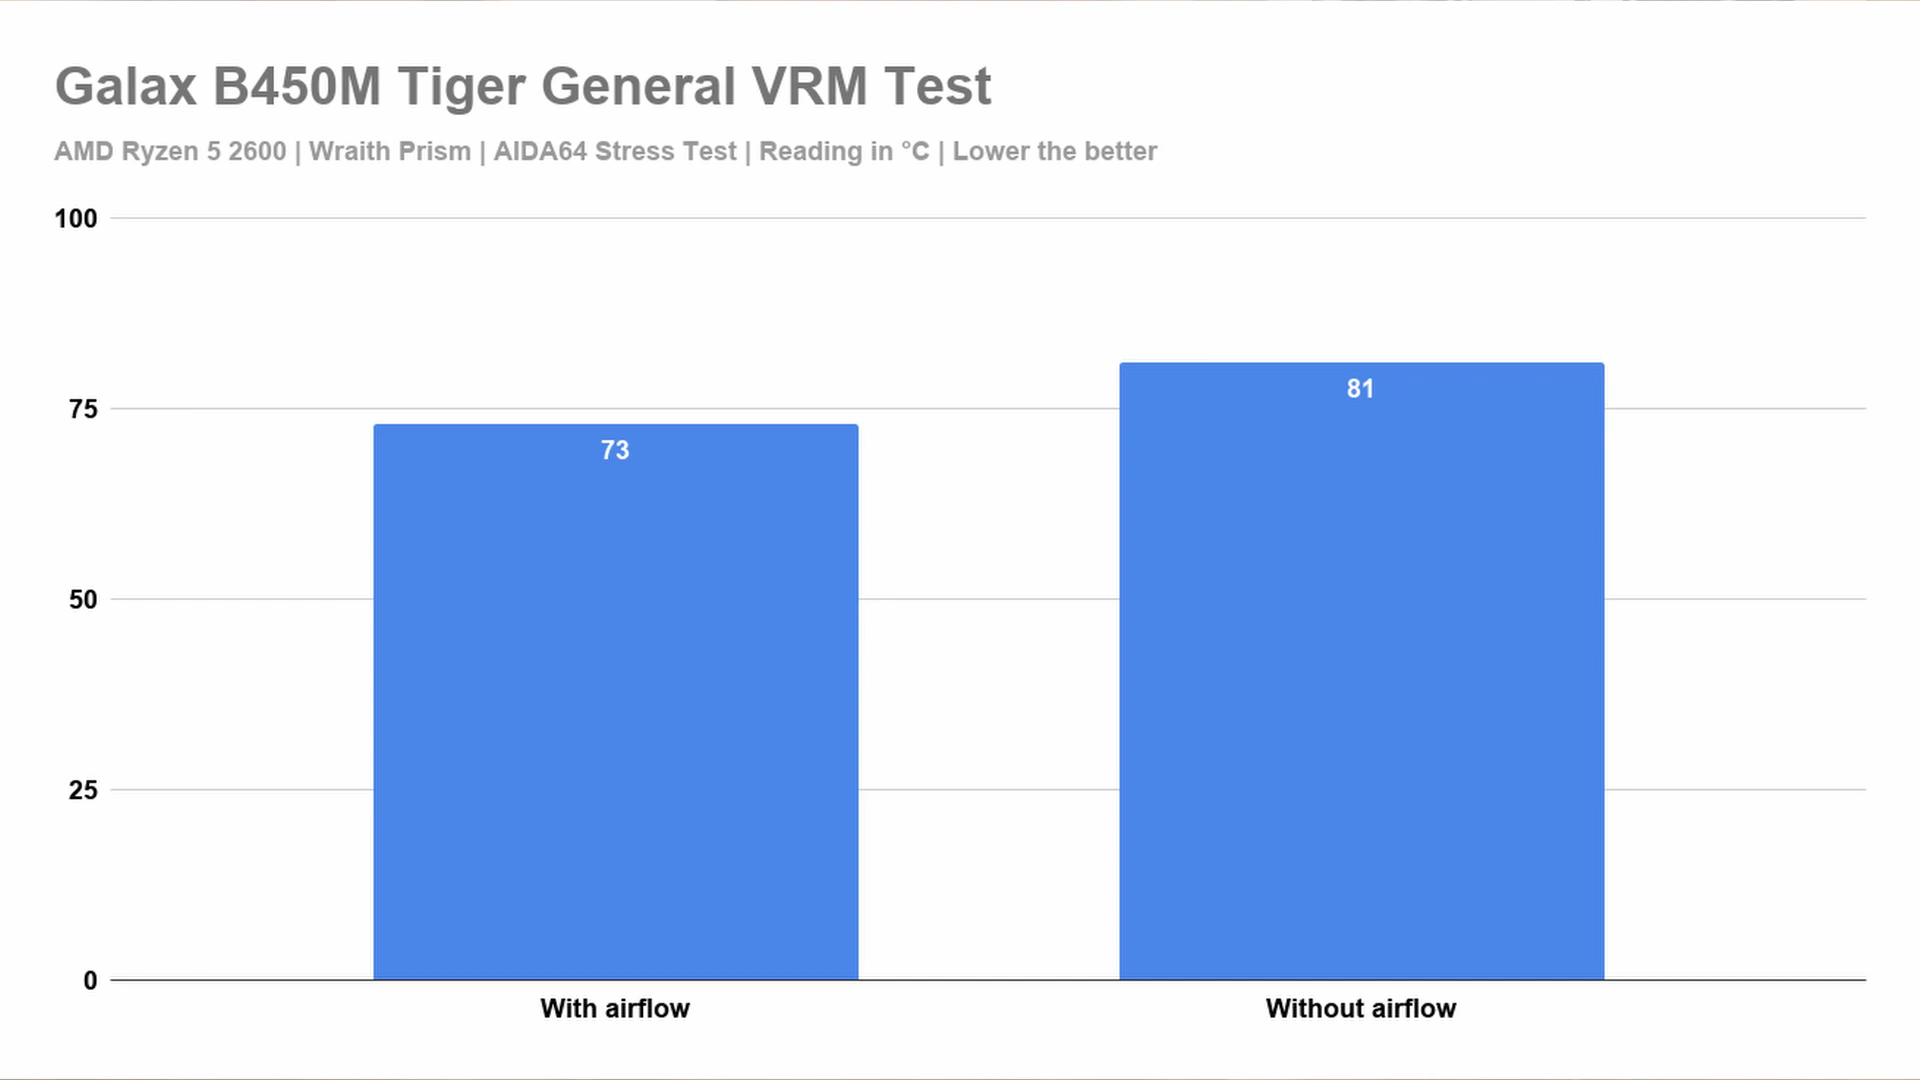 Galax B450M Tiger General VRM Test
AMD Ryzen 5 2600 | Wraith Prism | AIDA64 Stress Test | Reading in °C | Lower the better
100
75
50
25
0
73
81
With airflow
Without airflow